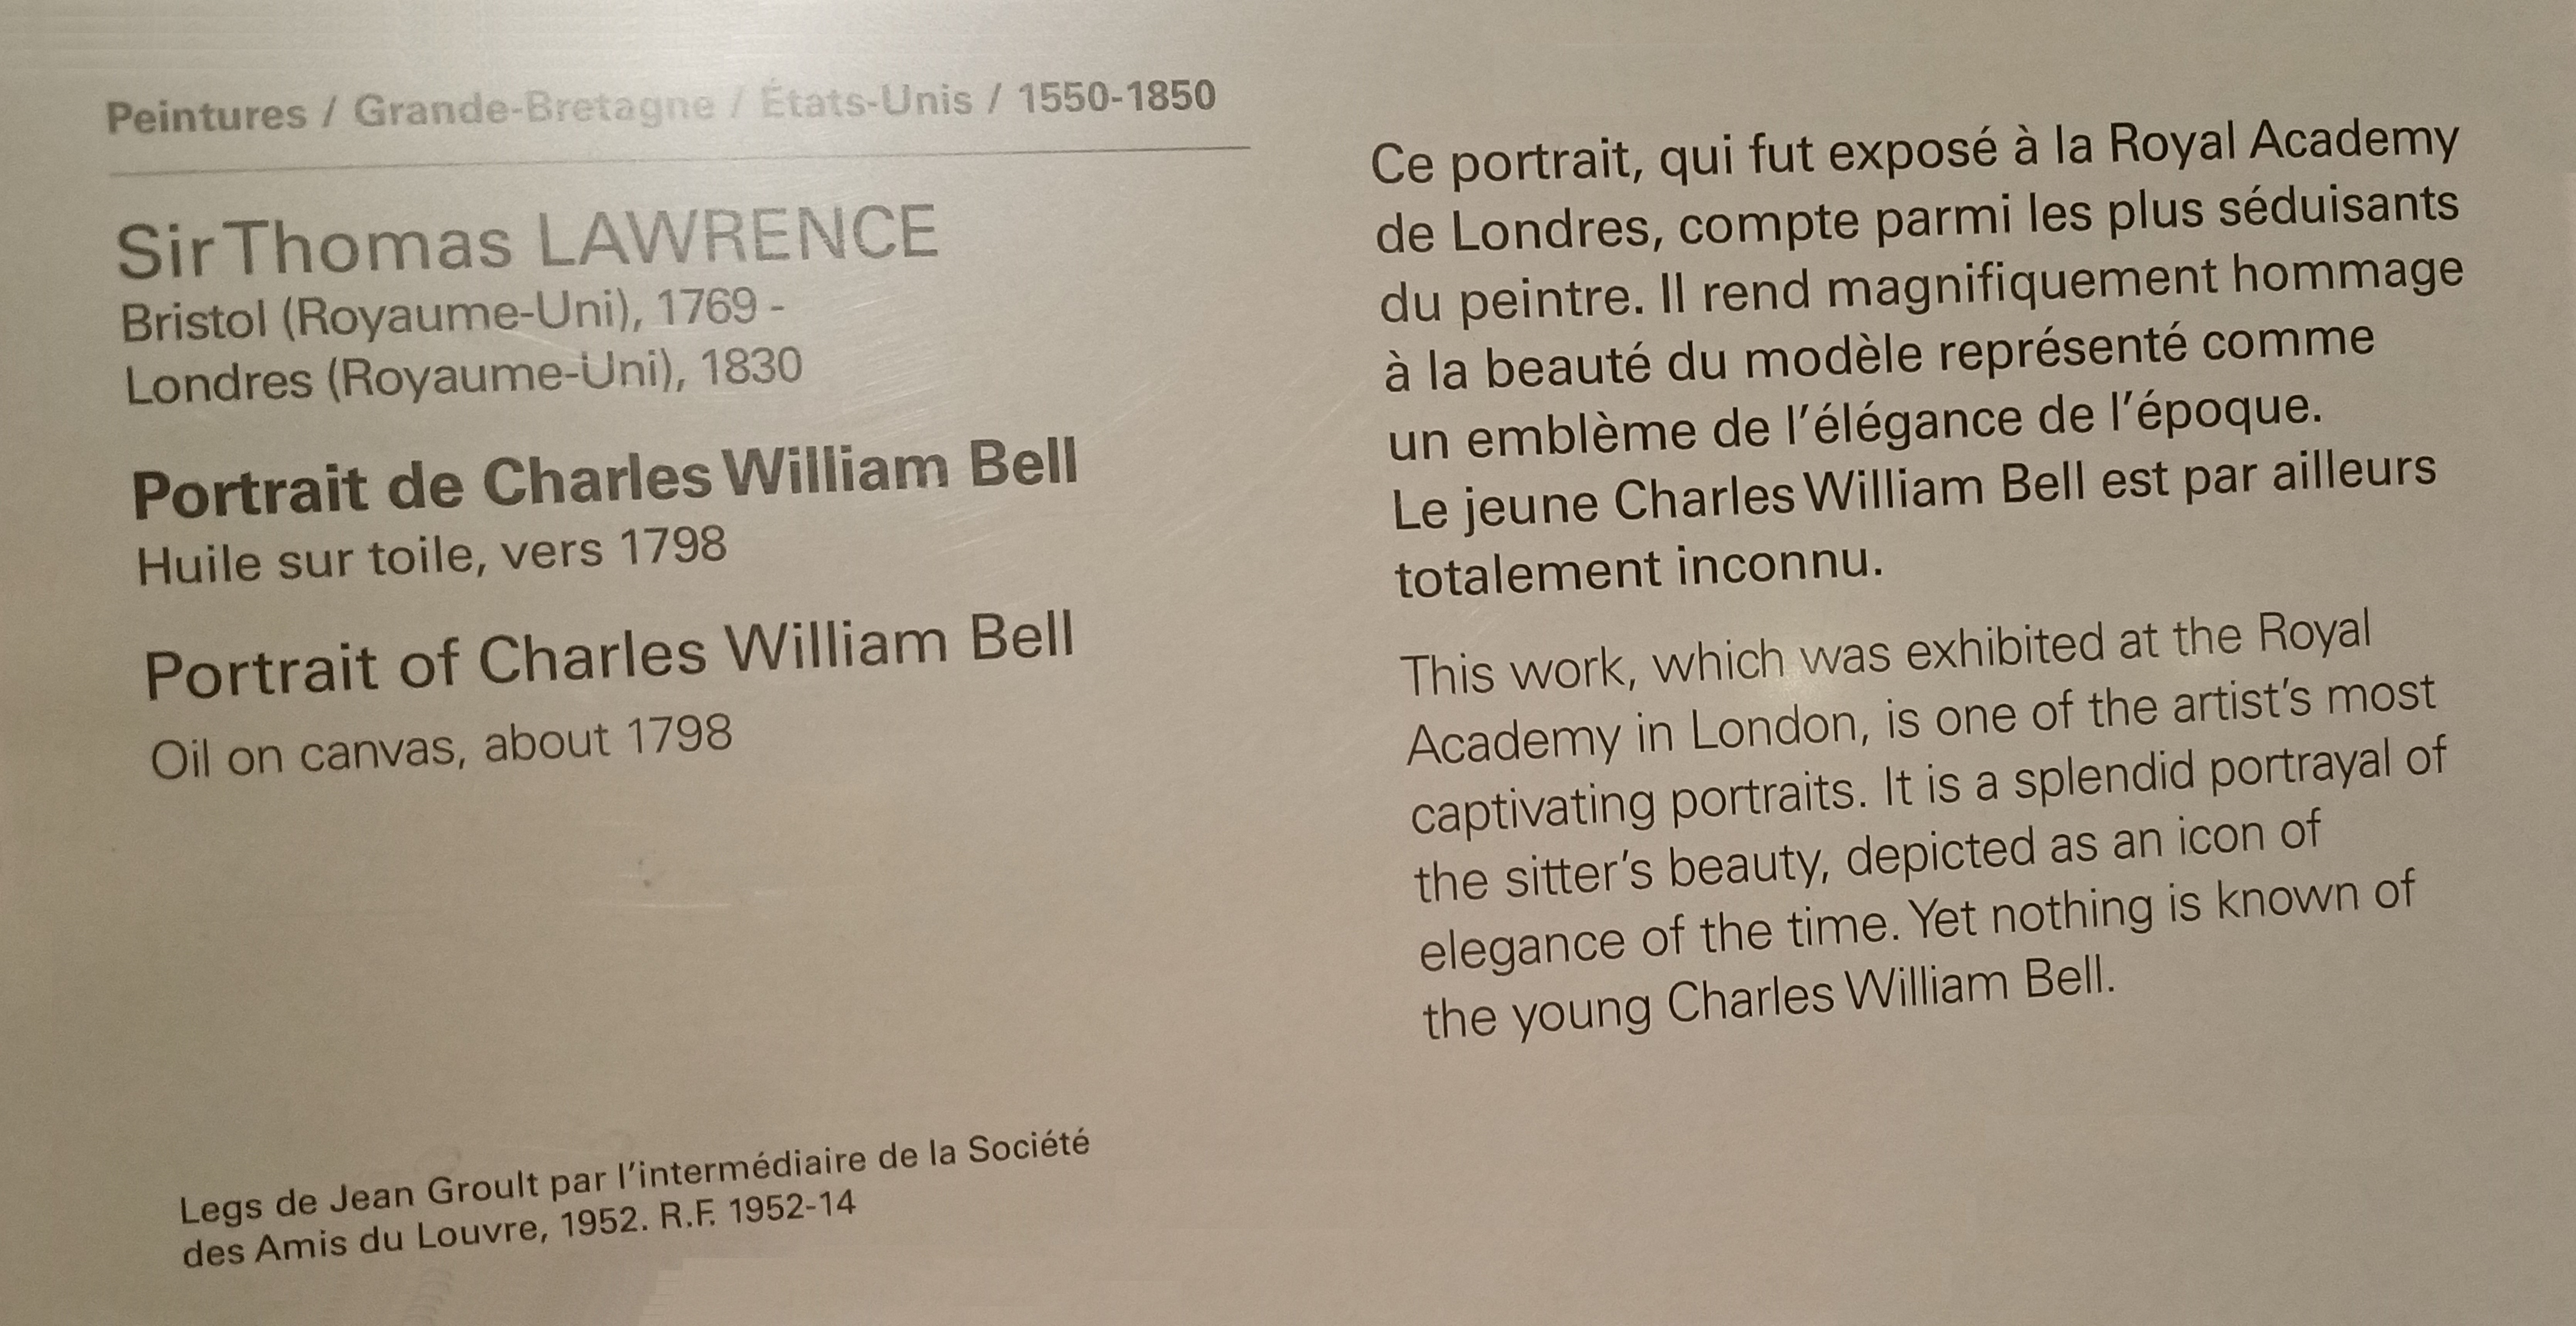 Peintures / Grande-Bretagne / États-Unis / 1550-1850
Sir Thomas LAWRENCE
Bristol (Royaume-Uni), 1769 -
Londres (Royaume-Uni), 1830
Portrait de Charles William Bell
Huile sur toile, vers 1798
Portrait of Charles William Bell
Oil on canvas, about 1798
Legs de Jean Groult par l'intermédiaire de la Société
des Amis du Louvre, 1952. R.F. 1952-14
Ce portrait, qui fut exposé à la Royal Academy
de Londres, compte parmi les plus séduisants
du peintre. Il rend magnifiquement hommage
à la beauté du modèle représenté comme
un emblème de l'élégance de l'époque.
Le jeune Charles William Bell est par ailleurs
totalement inconnu.
This work, which was exhibited at the Royal
Academy in London, is one of the artist's most
captivating portraits. It is a splendid portrayal of
the sitter's beauty, depicted as an icon of
elegance of the time. Yet nothing is known of
the young Charles William Bell.